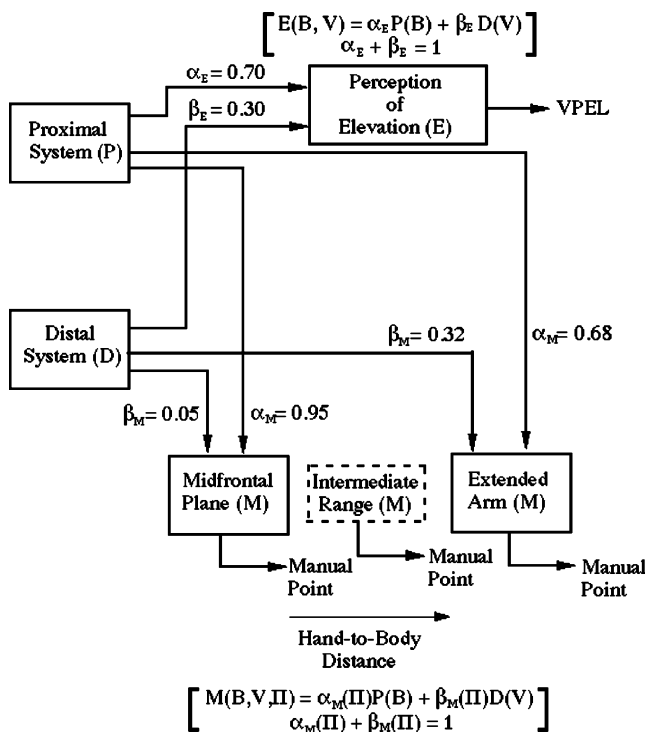 E(B, V) = α_E P(B) + β_E D(V)
α_E + β_E = 1
α_E = 0.70
β_E = 0.30
Perception
of
Elevation (E)
VPEL
Proximal
System (P)
Distal
System (D)
β_M = 0.32
α_M = 0.68
β_M = 0.05
α_M = 0.95
Midfrontal
Plane (M)
Intermediate
Range (M)
Extended
Arm (M)
Manual
Point
Manual
Point
Manual
Point
Hand-to-Body
Distance
M(B,V,Π) = α_M(Π)P(B) + β_M(Π)D(V)
α_M(Π) + β_M(Π) = 1